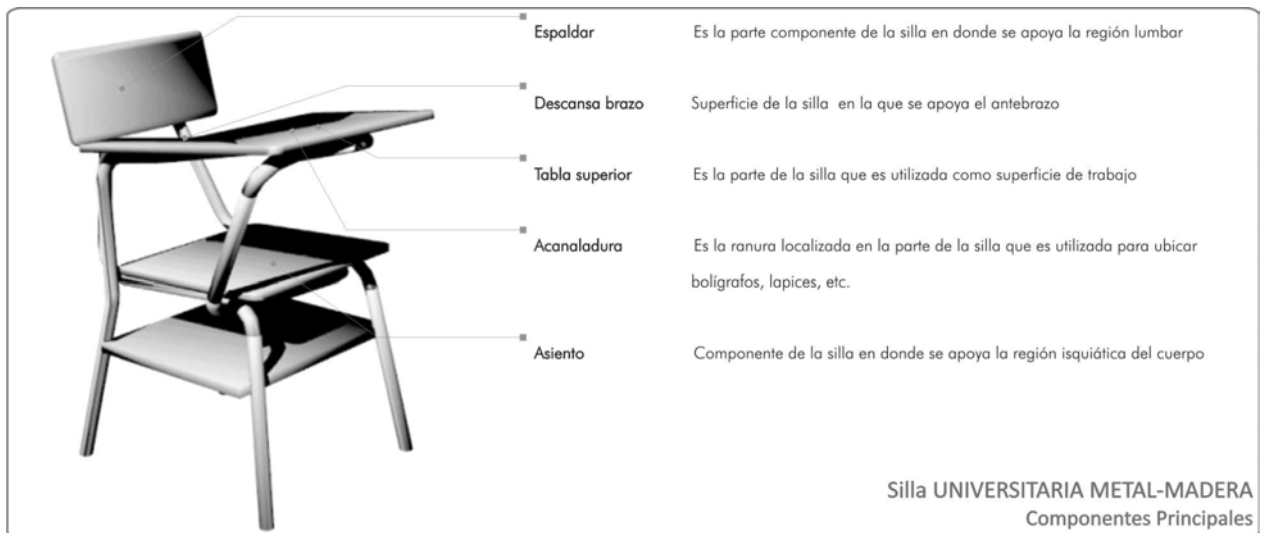 Espaldar Es la parte componente de la silla en donde se apoya la región lumbar
Descansa brazo Superficie de la silla en la que se apoya el antebrazo
Tabla superior Es la parte de la silla que es utilizada como superficie de trabajo
Acanaladura Es la ranura localizada en la parte de la silla que es utilizada para ubicar
bolígrafos, lapices, etc.
Asiento Componente de la silla en donde se apoya la región isquiática del cuerpo
Silla UNIVERSITARIA METAL-MADERA
Componentes Principales